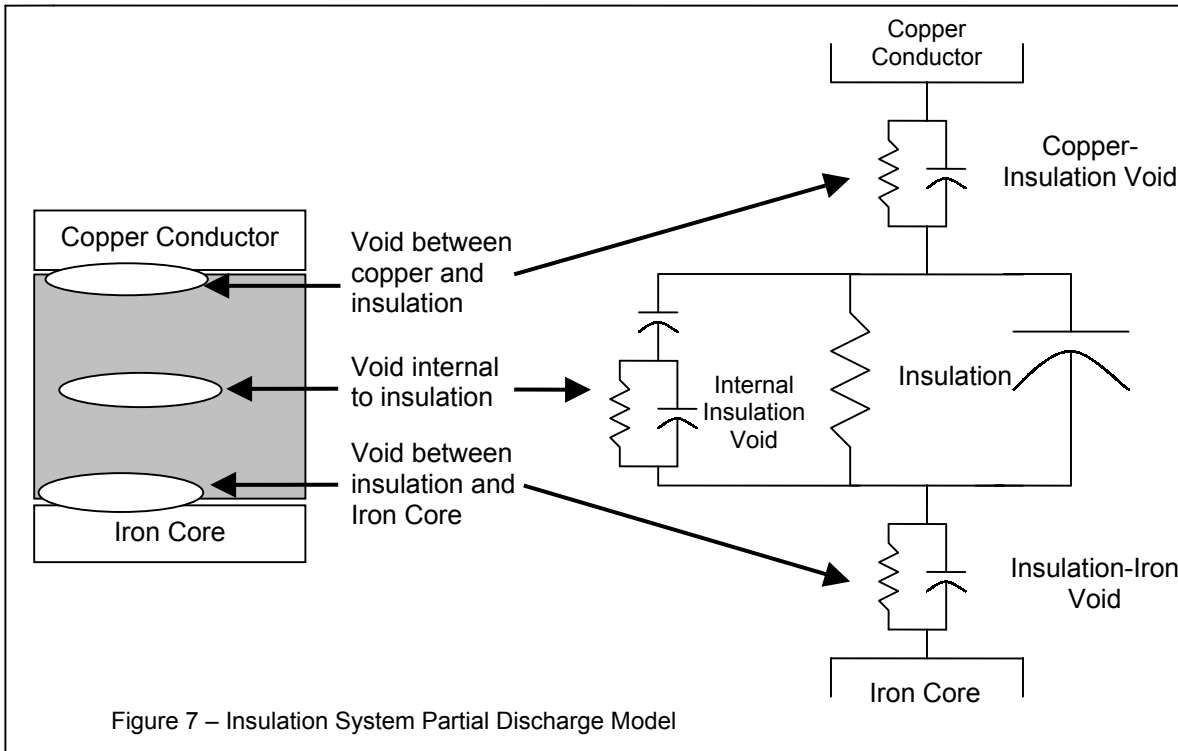 Copper
Conductor
Copper-
Insulation Void
Copper Conductor
Void between
copper and
insulation
Void internal
to insulation
Internal
Insulation
Void
Insulation
Void between
insulation and
Iron Core
Iron Core
Insulation-Iron
Void
Iron Core
Figure 7 – Insulation System Partial Discharge Model